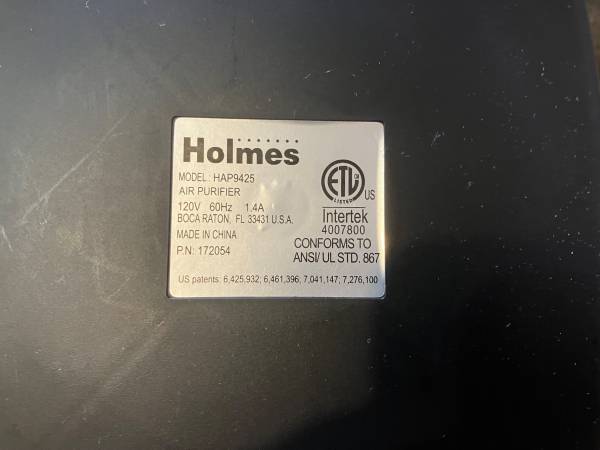 Holmes
MODEL: HAP9425
AIR PURIFIER
120V 60Hz 1.4A
BOCA RATON, FL 33431 U.S.A.
MADE IN CHINA
P.N: 172054
ETL
CM
LISTED
US
Intertek
4007800
CONFORMS TO
ANSI/ UL STD. 867
US patents: 6,425,932; 6,461,396; 7,041,147; 7,276,100